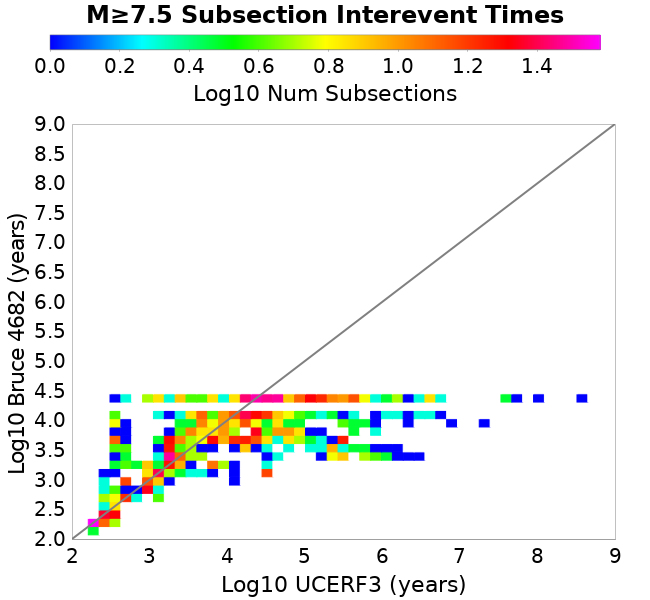 M≥7.5 Subsection Interevent Times
0.0 0.2 0.4 0.6 0.8 1.0 1.2 1.4
Log10 Num Subsections
9.0
8.5
8.0
7.5
7.0
6.5
6.0
5.5
5.0
4.5
4.0
3.5
3.0
2.5
2.0
Log10 Bruce 4682 (years)
2 3 4 5 6 7 8 9
Log10 UCERF3 (years)